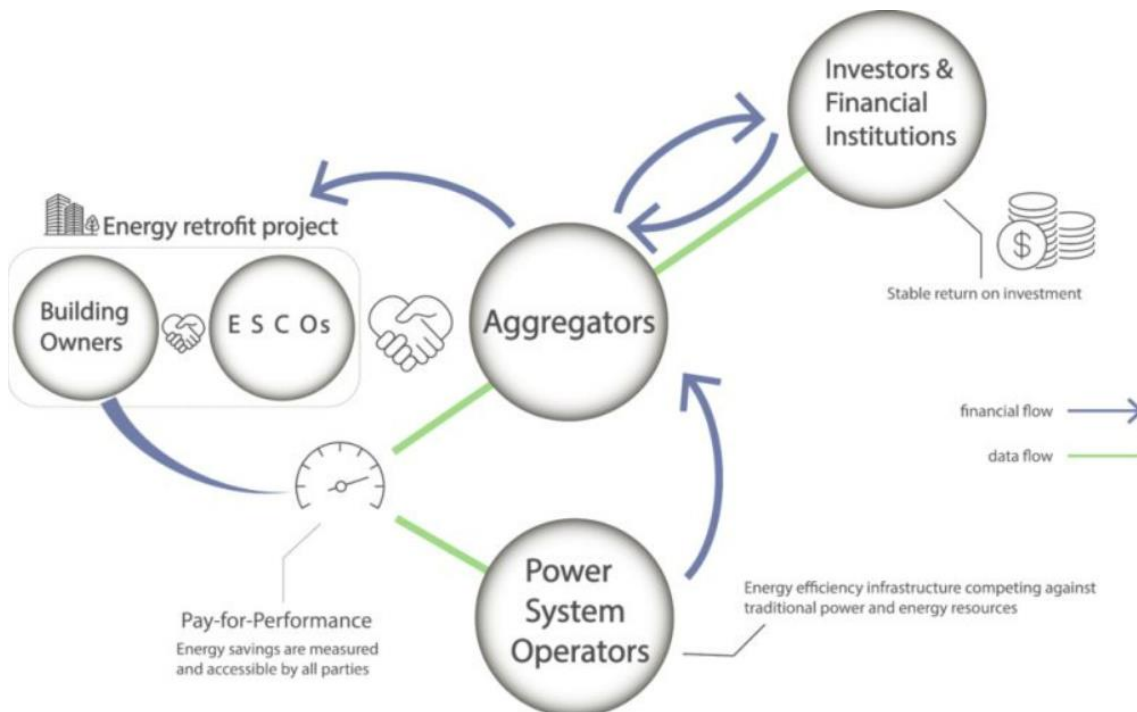 Investors &
Financial
Institutions
Stable return on investment
Energy retrofit project
Building
Owners
E S C Os
Aggregators
financial flow
data flow
Pay-for-Performance
Energy savings are measured
and accessible by all parties
Power
System
Operators
Energy efficiency infrastructure competing against
traditional power and energy resources
$